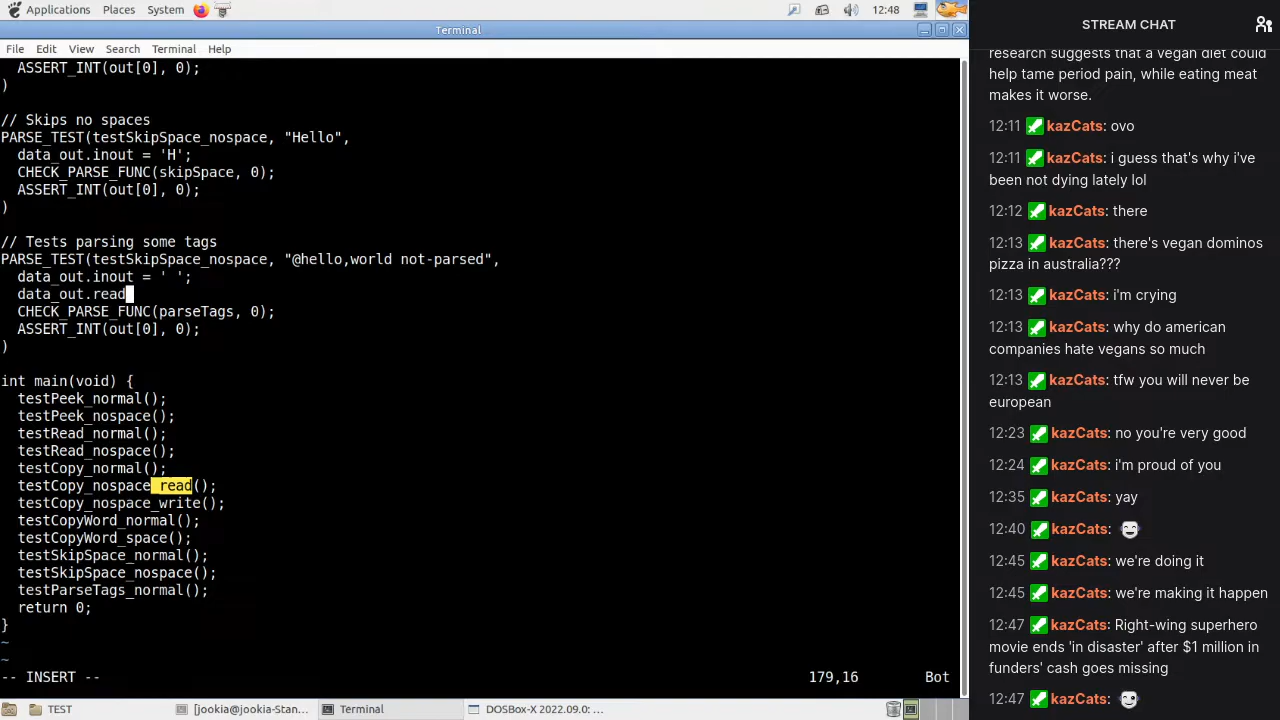 Applications Places System 12:48
Terminal
File Edit View Search Terminal Help
ASSERT_INT(out[0], 0);
)
// Skips no spaces
PARSE_TEST(testSkipSpace_nospace, "Hello",
data_out.inout = 'H';
CHECK_PARSE_FUNC(skipSpace, 0);
ASSERT_INT(out[0], 0);
)
// Tests parsing some tags
PARSE_TEST(testSkipSpace_nospace, "@hello,world not-parsed",
data_out.inout = ' ';
data_out.read
CHECK_PARSE_FUNC(parseTags, 0);
ASSERT_INT(out[0], 0);
)
int main(void) {
testPeek_normal();
testPeek_nospace();
testRead_normal();
testRead_nospace();
testCopy_normal();
testCopy_nospace_read();
testCopy_nospace_write();
testCopyWord_normal();
testCopyWord_space();
testSkipSpace_normal();
testSkipSpace_nospace();
testParseTags_normal();
return 0;
}
~
~
-- INSERT -- 179,16 Bot
TEST [jookia@jookia-Stan... Terminal DOSBox-X 2022.09.0: ...
STREAM CHAT
research suggests that a vegan diet could
help tame period pain, while eating meat
makes it worse.
12:11 kazCats: ovo
12:11 kazCats: i guess that's why i've
been not dying lately lol
12:12 kazCats: there
12:13 kazCats: there's vegan dominos
pizza in australia???
12:13 kazCats: i'm crying
12:13 kazCats: why do american
companies hate vegans so much
12:13 kazCats: tfw you will never be
european
12:23 kazCats: no you're very good
12:24 kazCats: i'm proud of you
12:35 kazCats: yay
12:40 kazCats:
12:45 kazCats: we're doing it
12:45 kazCats: we're making it happen
12:47 kazCats: Right-wing superhero
movie ends 'in disaster' after $1 million in
funders' cash goes missing
12:47 kazCats: